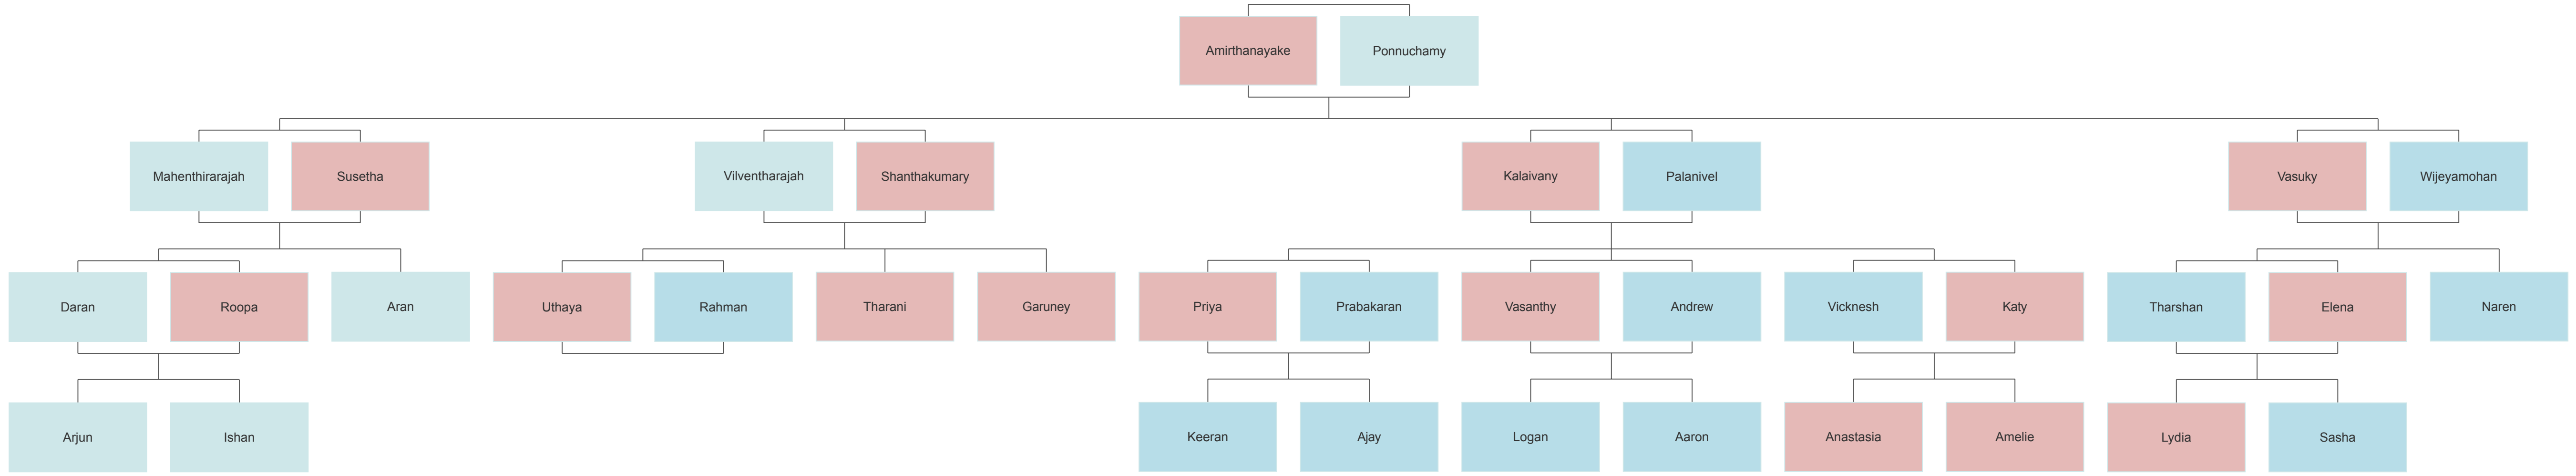 Amirthanayake
Ponnuchamy
Mahenthirarajah
Susetha
Vilventharajah
Shanthakumary
Kalaivany
Palanivel
Vasuky
Wijeyamohan
Daran
Roopa
Aran
Uthaya
Rahman
Tharani
Garuney
Priya
Prabakaran
Vasanthy
Andrew
Vicknesh
Katy
Tharshan
Elena
Naren
Arjun
Ishan
Keeran
Ajay
Logan
Aaron
Anastasia
Amelie
Lydia
Sasha